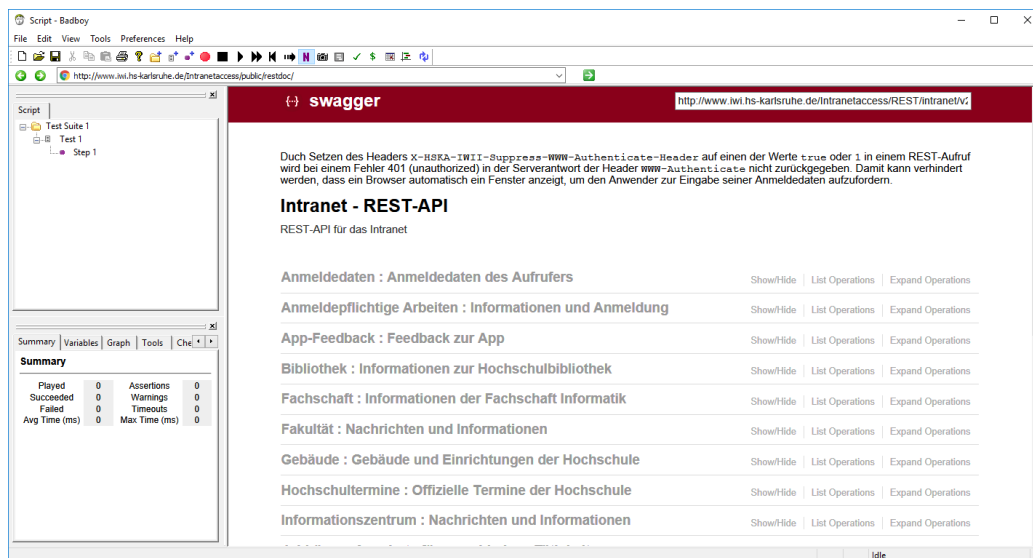 Script - Badboy
File Edit View Tools Preferences Help
N
http://www.iwi.hs-karlsruhe.de/Intranetaccess/public/restdoc/
Script
Test Suite 1
Test 1
Step 1
Summary Variables Graph Tools Che
Summary
Played 0 Assertions 0
Succeeded 0 Warnings 0
Failed 0 Timeouts 0
Avg Time (ms) 0 Max Time (ms) 0
{··} swagger
http://www.iwi.hs-karlsruhe.de/Intranetaccess/REST/intranet/v2
Duch Setzen des Headers X-HSKA-IWII-Suppress-WWW-Authenticate-Header auf einen der Werte true oder 1 in einem REST-Aufruf
wird bei einem Fehler 401 (unauthorized) in der Serverantwort der Header WWW-Authenticate nicht zurückgegeben. Damit kann verhindert
werden, dass ein Browser automatisch ein Fenster anzeigt, um den Anwender zur Eingabe seiner Anmeldedaten aufzufordern.
Intranet - REST-API
REST-API für das Intranet
Anmeldedaten : Anmeldedaten des Aufrufers Show/Hide List Operations Expand Operations
Anmeldepflichtige Arbeiten : Informationen und Anmeldung Show/Hide List Operations Expand Operations
App-Feedback : Feedback zur App Show/Hide List Operations Expand Operations
Bibliothek : Informationen zur Hochschulbibliothek Show/Hide List Operations Expand Operations
Fachschaft : Informationen der Fachschaft Informatik Show/Hide List Operations Expand Operations
Fakultät : Nachrichten und Informationen Show/Hide List Operations Expand Operations
Gebäude : Gebäude und Einrichtungen der Hochschule Show/Hide List Operations Expand Operations
Hochschultermine : Offizielle Termine der Hochschule Show/Hide List Operations Expand Operations
Informationszentrum : Nachrichten und Informationen Show/Hide List Operations Expand Operations
Idle